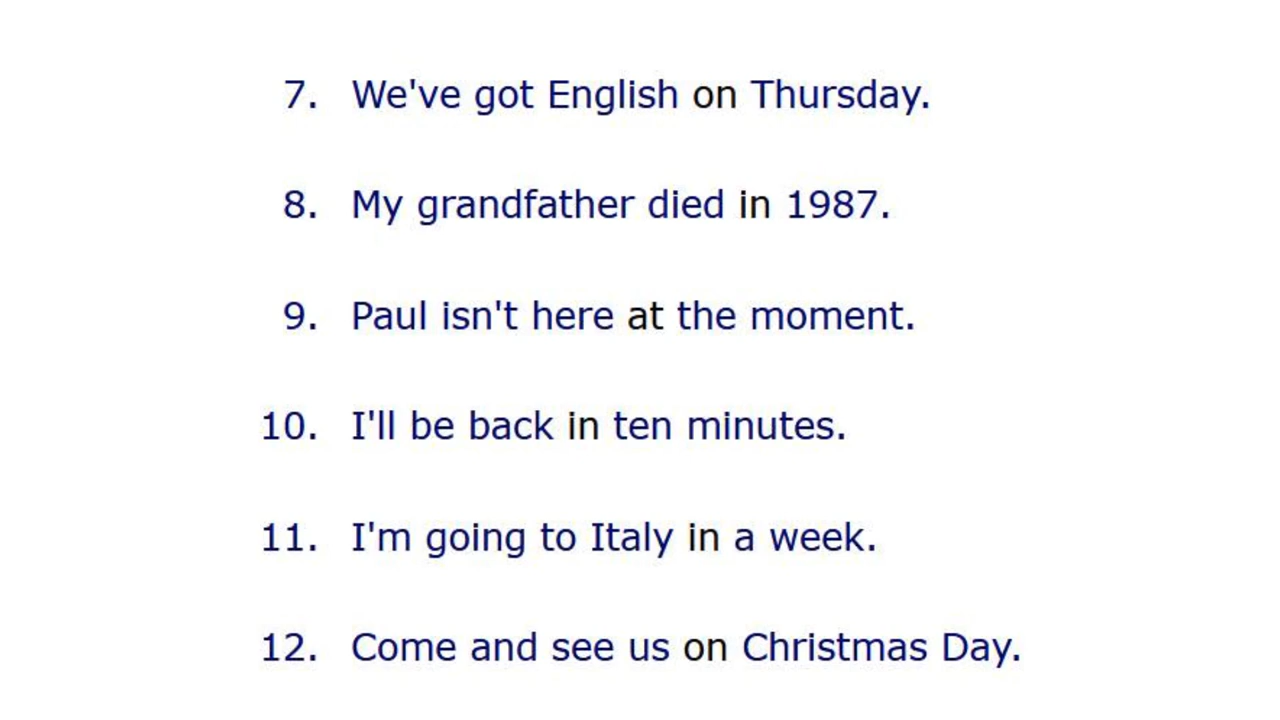 7. We've got English on Thursday.
8. My grandfather died in 1987.
9. Paul isn't here at the moment.
10. I'll be back in ten minutes.
11. I'm going to Italy in a week.
12. Come and see us on Christmas Day.